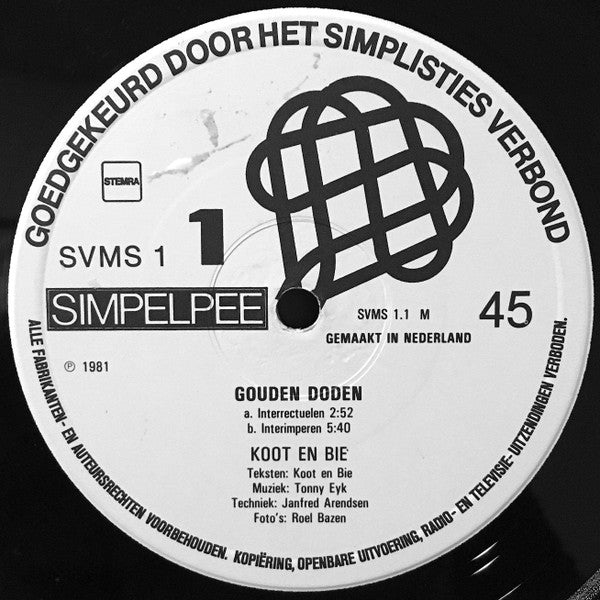 GOEDGEKEURD DOOR HET SIMPLISTIES VERBOND
STEMRA
SVMS 1
1
SIMPELPEE
SVMS 1.1 M
45
GEMAAKT IN NEDERLAND
℗ 1981
GOUDEN DODEN
a. Interrectuelen 2:52
b. Interimperen 5:40
KOOT EN BIE
Teksten: Koot en Bie
Muziek: Tonny Eyk
Techniek: Janfred Arendsen
Foto's: Roel Bazen
ALLE FABRIKANTEN- EN AUTEURSRECHTEN VOORBEHOUDEN. KOPIËRING, OPENBARE UITVOERING, RADIO- EN TELEVISIE-UITZENDINGEN VERBODEN.